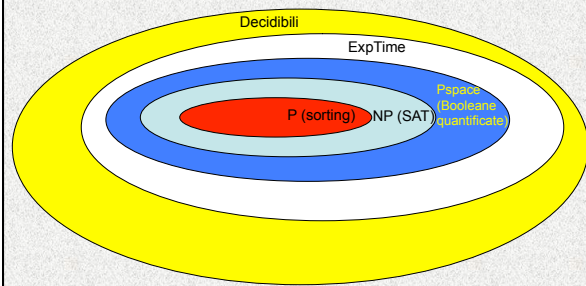 Decidibili
ExpTime
P (sorting)
NP (SAT)
Pspace
(Booleane
quantificate)